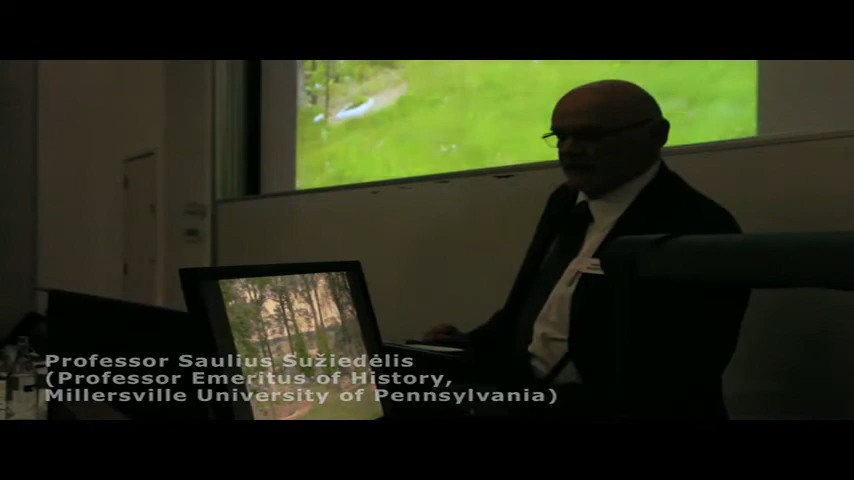 Professor Saulius Sužiedėlis
(Professor Emeritus of History,
Millersville University of Pennsylvania)